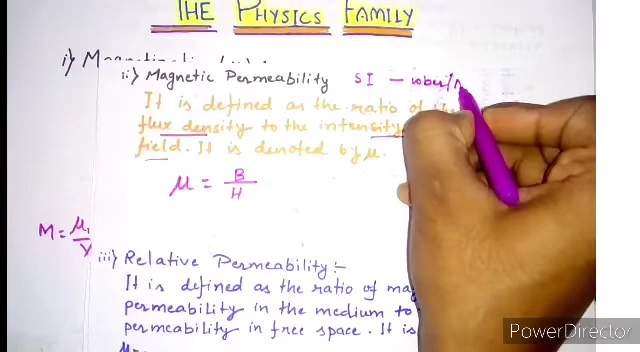 THE PHYSICS FAMILY
i)
ii) Magnetic Permeability SI - weber/
It is defined as the ratio of
flux density to the intensity
field. It is denoted by μ.
μ = B/H
M = μ₁/V
iii) Relative Permeability :-
It is defined as the ratio of
permeability in the medium to
permeability in free space. It is
PowerDirector